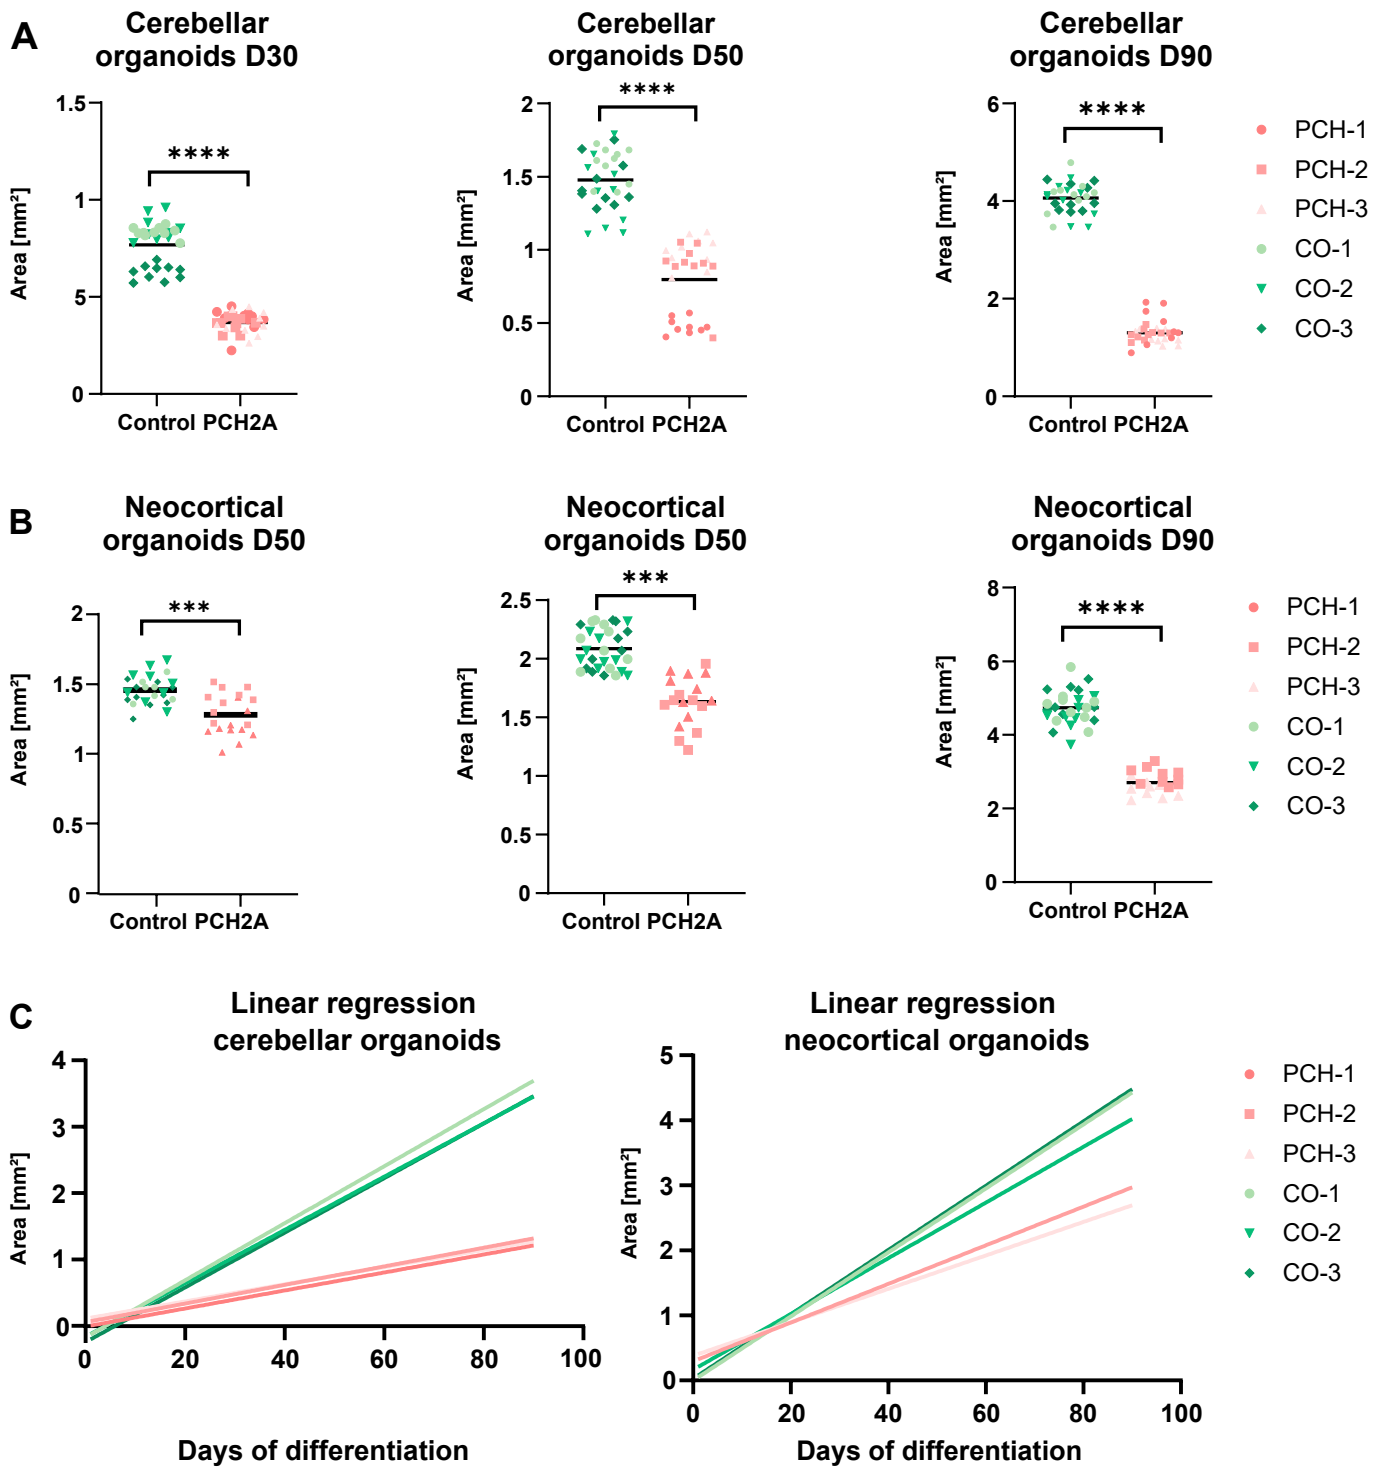 A
Cerebellar
organoids D30
Cerebellar
organoids D50
Cerebellar
organoids D90
Area [mm²]
1.5
1
5
0
****
Control PCH2A
Area [mm²]
2
1.5
1
0.5
0
****
Control PCH2A
Area [mm²]
6
4
2
0
****
Control PCH2A
PCH-1
PCH-2
PCH-3
CO-1
CO-2
CO-3
B
Neocortical
organoids D50
Neocortical
organoids D50
Neocortical
organoids D90
Area [mm²]
2
1.5
1
0.5
0
***
Control PCH2A
Area [mm²]
2.5
2
1.5
1
0.5
0
***
Control PCH2A
Area [mm²]
8
6
4
2
0
****
Control PCH2A
PCH-1
PCH-2
PCH-3
CO-1
CO-2
CO-3
C
Linear regression
cerebellar organoids
Area [mm²]
4
3
2
1
0
0 20 40 60 80 100
Days of differentiation
Linear regression
neocortical organoids
Area [mm²]
5
4
3
2
1
0
0 20 40 60 80 100
Days of differentiation
PCH-1
PCH-2
PCH-3
CO-1
CO-2
CO-3